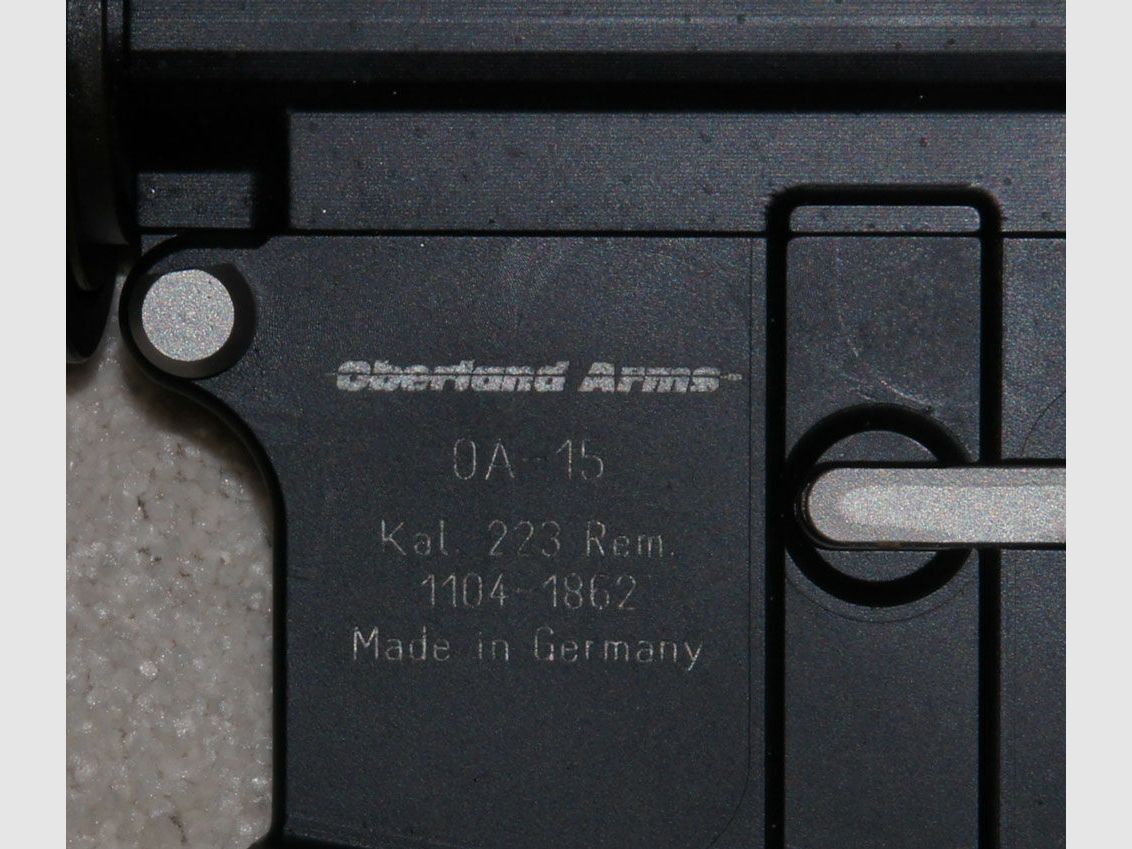 Oberland Arms
OA-15
Kal. 223 Rem.
1104-1862
Made in Germany